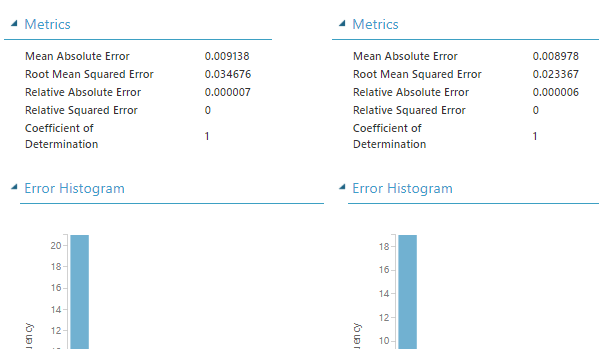 Metrics
Mean Absolute Error 0.009138
Root Mean Squared Error 0.034676
Relative Absolute Error 0.000007
Relative Squared Error 0
Coefficient of
Determination 1
Error Histogram
20
18
16
14
12
Metrics
Mean Absolute Error 0.008978
Root Mean Squared Error 0.023367
Relative Absolute Error 0.000006
Relative Squared Error 0
Coefficient of
Determination 1
Error Histogram
18
16
14
12
10